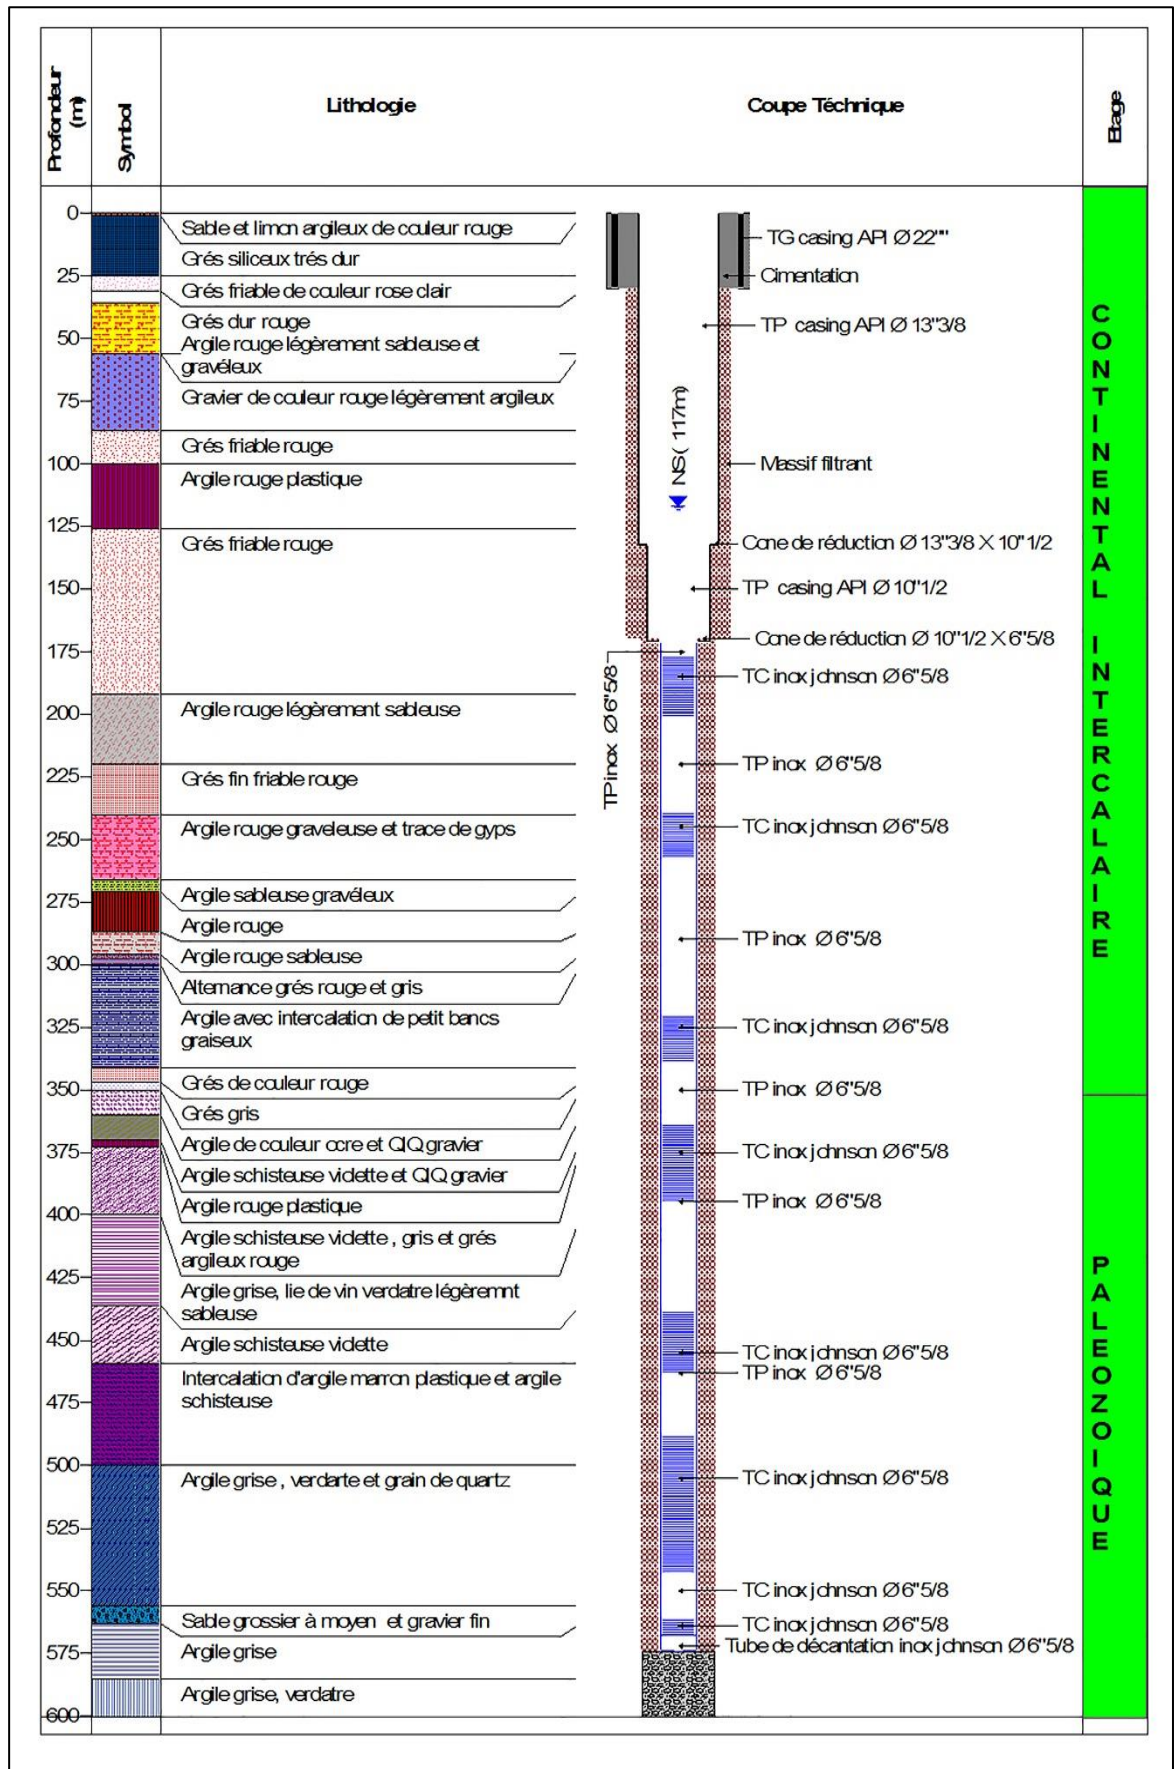 Profondeur
(m)
Symbol
Lithologie
Coupe Téchnique
Etage
0
25
50
75
100
125
150
175
200
225
250
275
300
325
350
375
400
425
450
475
500
525
550
575
600
Sable et limon argileux de couleur rouge
Grés siliceux trés dur
Grés friable de couleur rose clair
Grés dur rouge
Argile rouge légèrement sableuse et
gravéleux
Gravier de couleur rouge légèrement argileux
Grés friable rouge
Argile rouge plastique
Grés friable rouge
Argile rouge légèrement sableuse
Grés fin friable rouge
Argile rouge graveleuse et trace de gyps
Argile sableuse gravéleux
Argile rouge
Argile rouge sableuse
Alternance grés rouge et gris
Argile avec intercalation de petit bancs
graiseux
Grés de couleur rouge
Grés gris
Argile de couleur ocre et QlQ gravier
Argile schisteuse violette et QlQ gravier
Argile rouge plastique
Argile schisteuse violette , gris et grés
argileux rouge
Argile grise, lie de vin verdatre légèremnt
sableuse
Argile schisteuse violette
Intercalation d'argile marron plastique et argile
schisteuse
Argile grise , verdarte et grain de quartz
Sable grossier à moyen et gravier fin
Argile grise
Argile grise, verdatre
TG casing API Ø 22""
Cimentation
TP casing API Ø 13"3/8
NS( 117m)
Massif filtrant
Cone de réduction Ø 13"3/8 X 10"1/2
TP casing API Ø 10"1/2
Cone de réduction Ø 10"1/2 X 6"5/8
TP inox Ø 6"5/8
TC inox johnson Ø 6"5/8
TP inox Ø 6"5/8
TC inox johnson Ø 6"5/8
TP inox Ø 6"5/8
TC inox johnson Ø 6"5/8
TP inox Ø 6"5/8
TC inox johnson Ø 6"5/8
TP inox Ø 6"5/8
TC inox johnson Ø 6"5/8
TP inox Ø 6"5/8
TC inox johnson Ø 6"5/8
TC inox johnson Ø 6"5/8
TC inox johnson Ø 6"5/8
Tube de décantation inox johnson Ø 6"5/8
CONTINENTAL INTERCALAIRE
PALEOZOIQUE